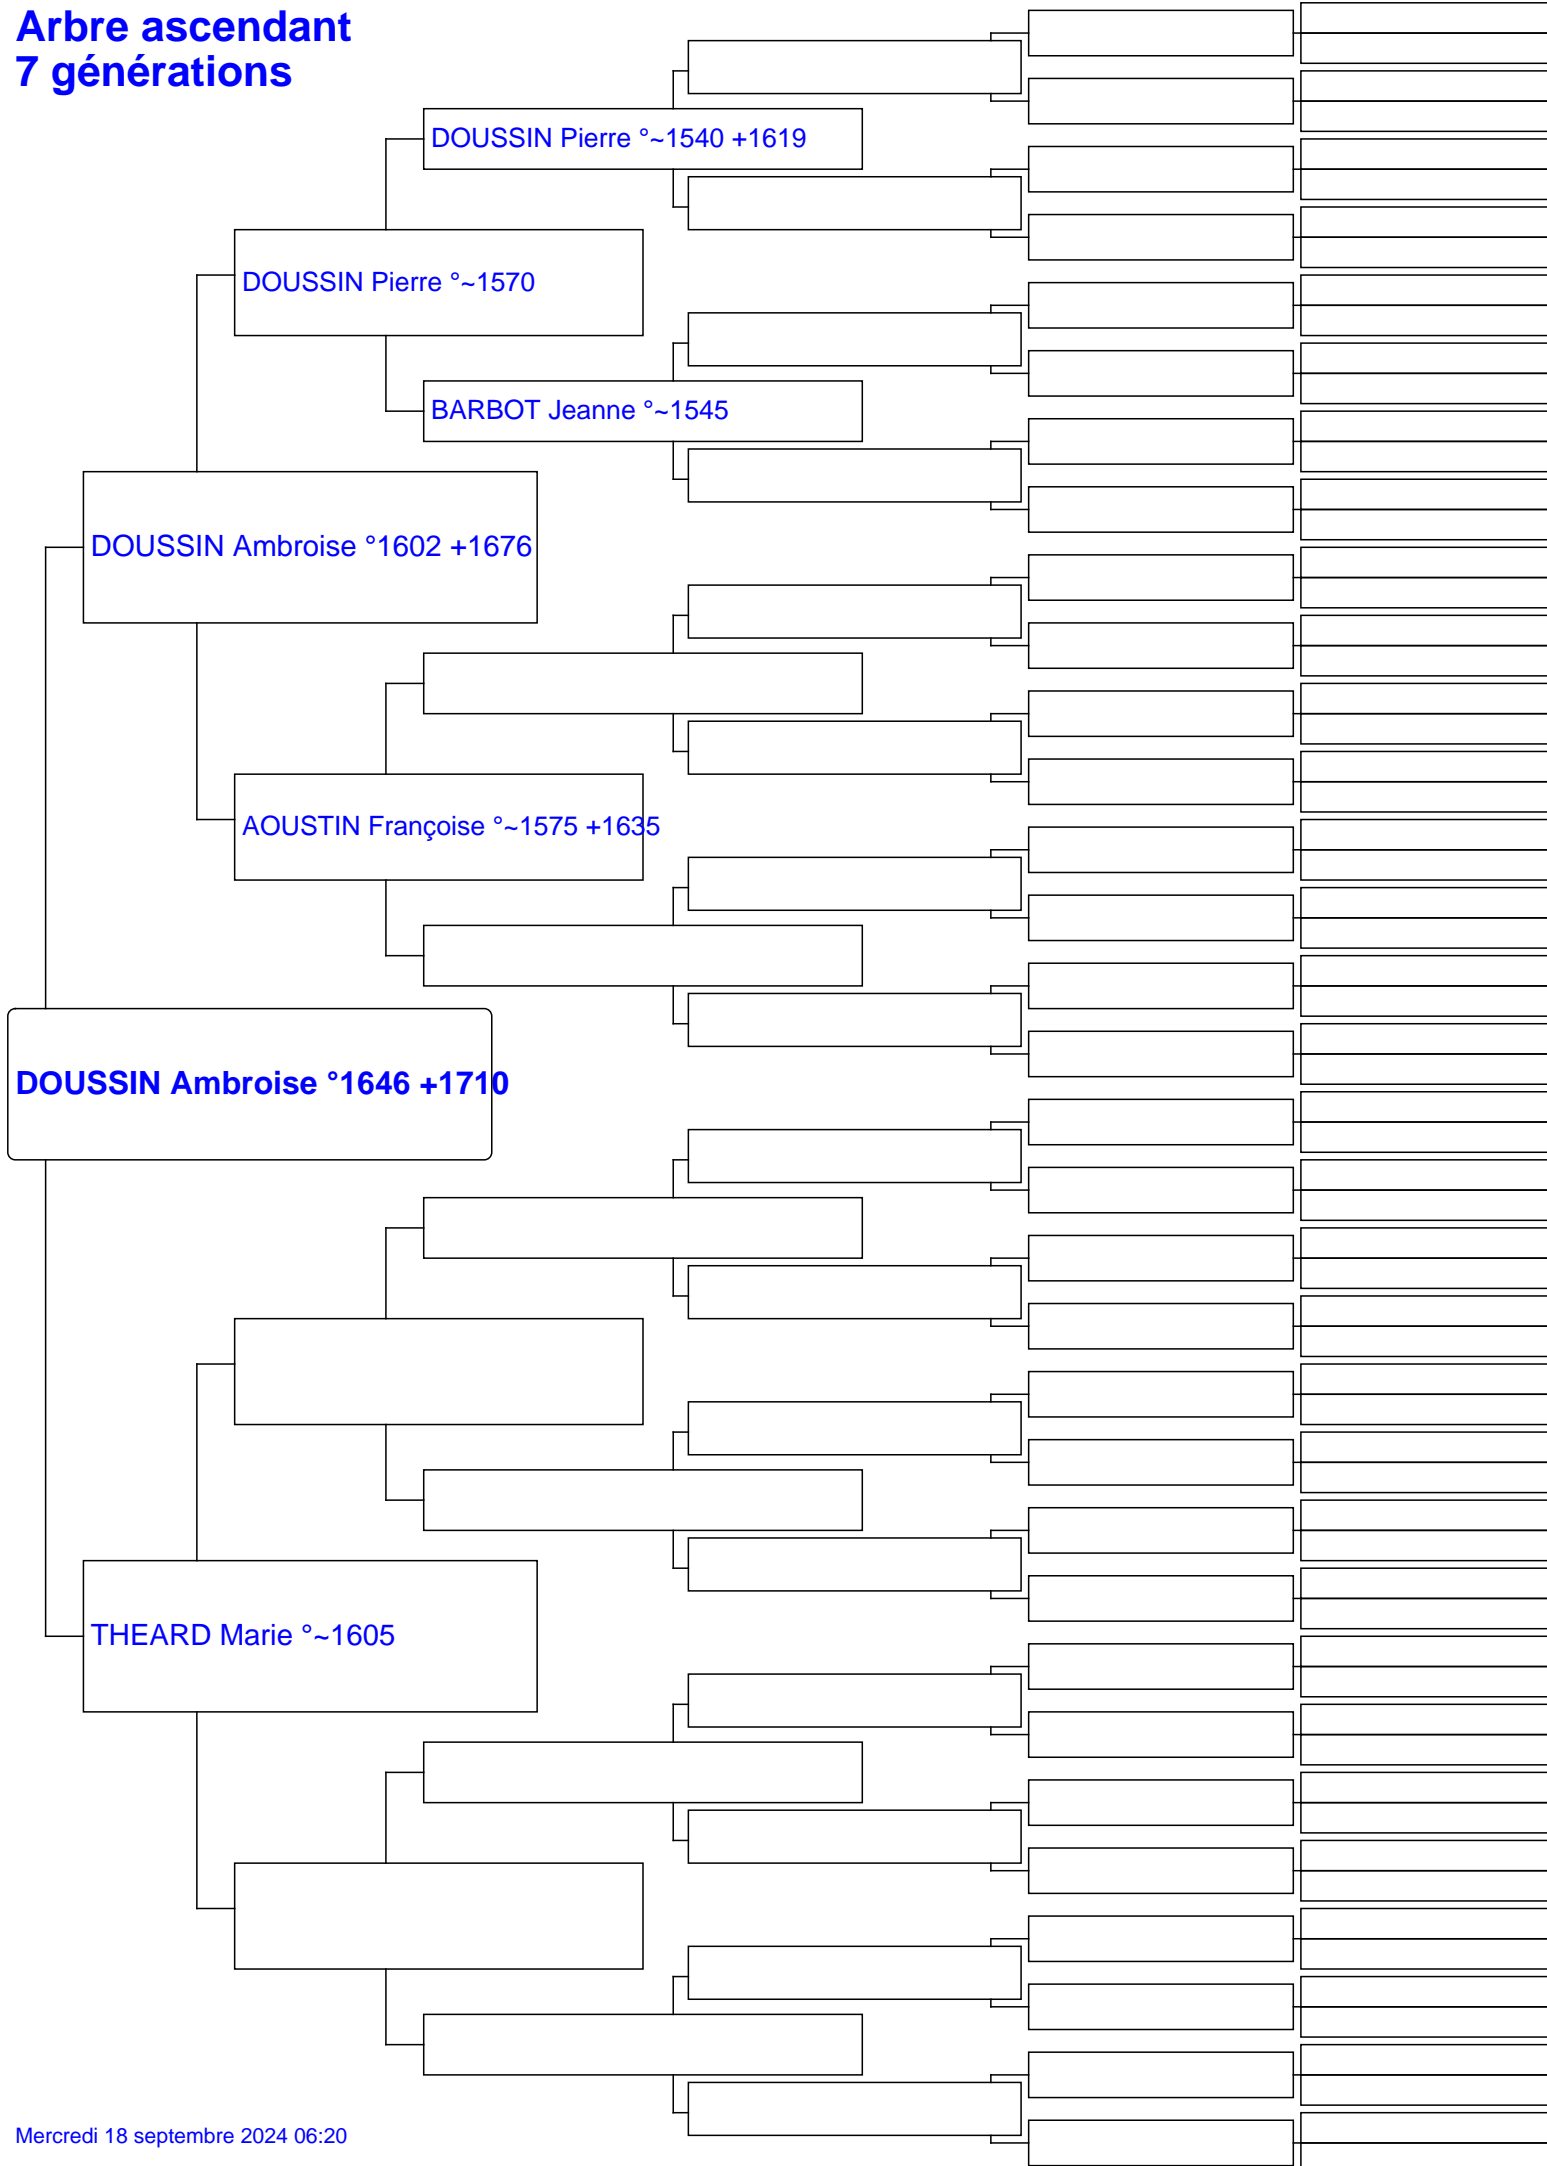 Arbre ascendant
7 générations
DOUSSIN Pierre °~1540 +1619
DOUSSIN Pierre °~1570
BARBOT Jeanne °~1545
DOUSSIN Ambroise °1602 +1676
AOUSTIN Françoise °~1575 +1635
DOUSSIN Ambroise °1646 +1710
THEARD Marie °~1605
Mercredi 18 septembre 2024 06:20